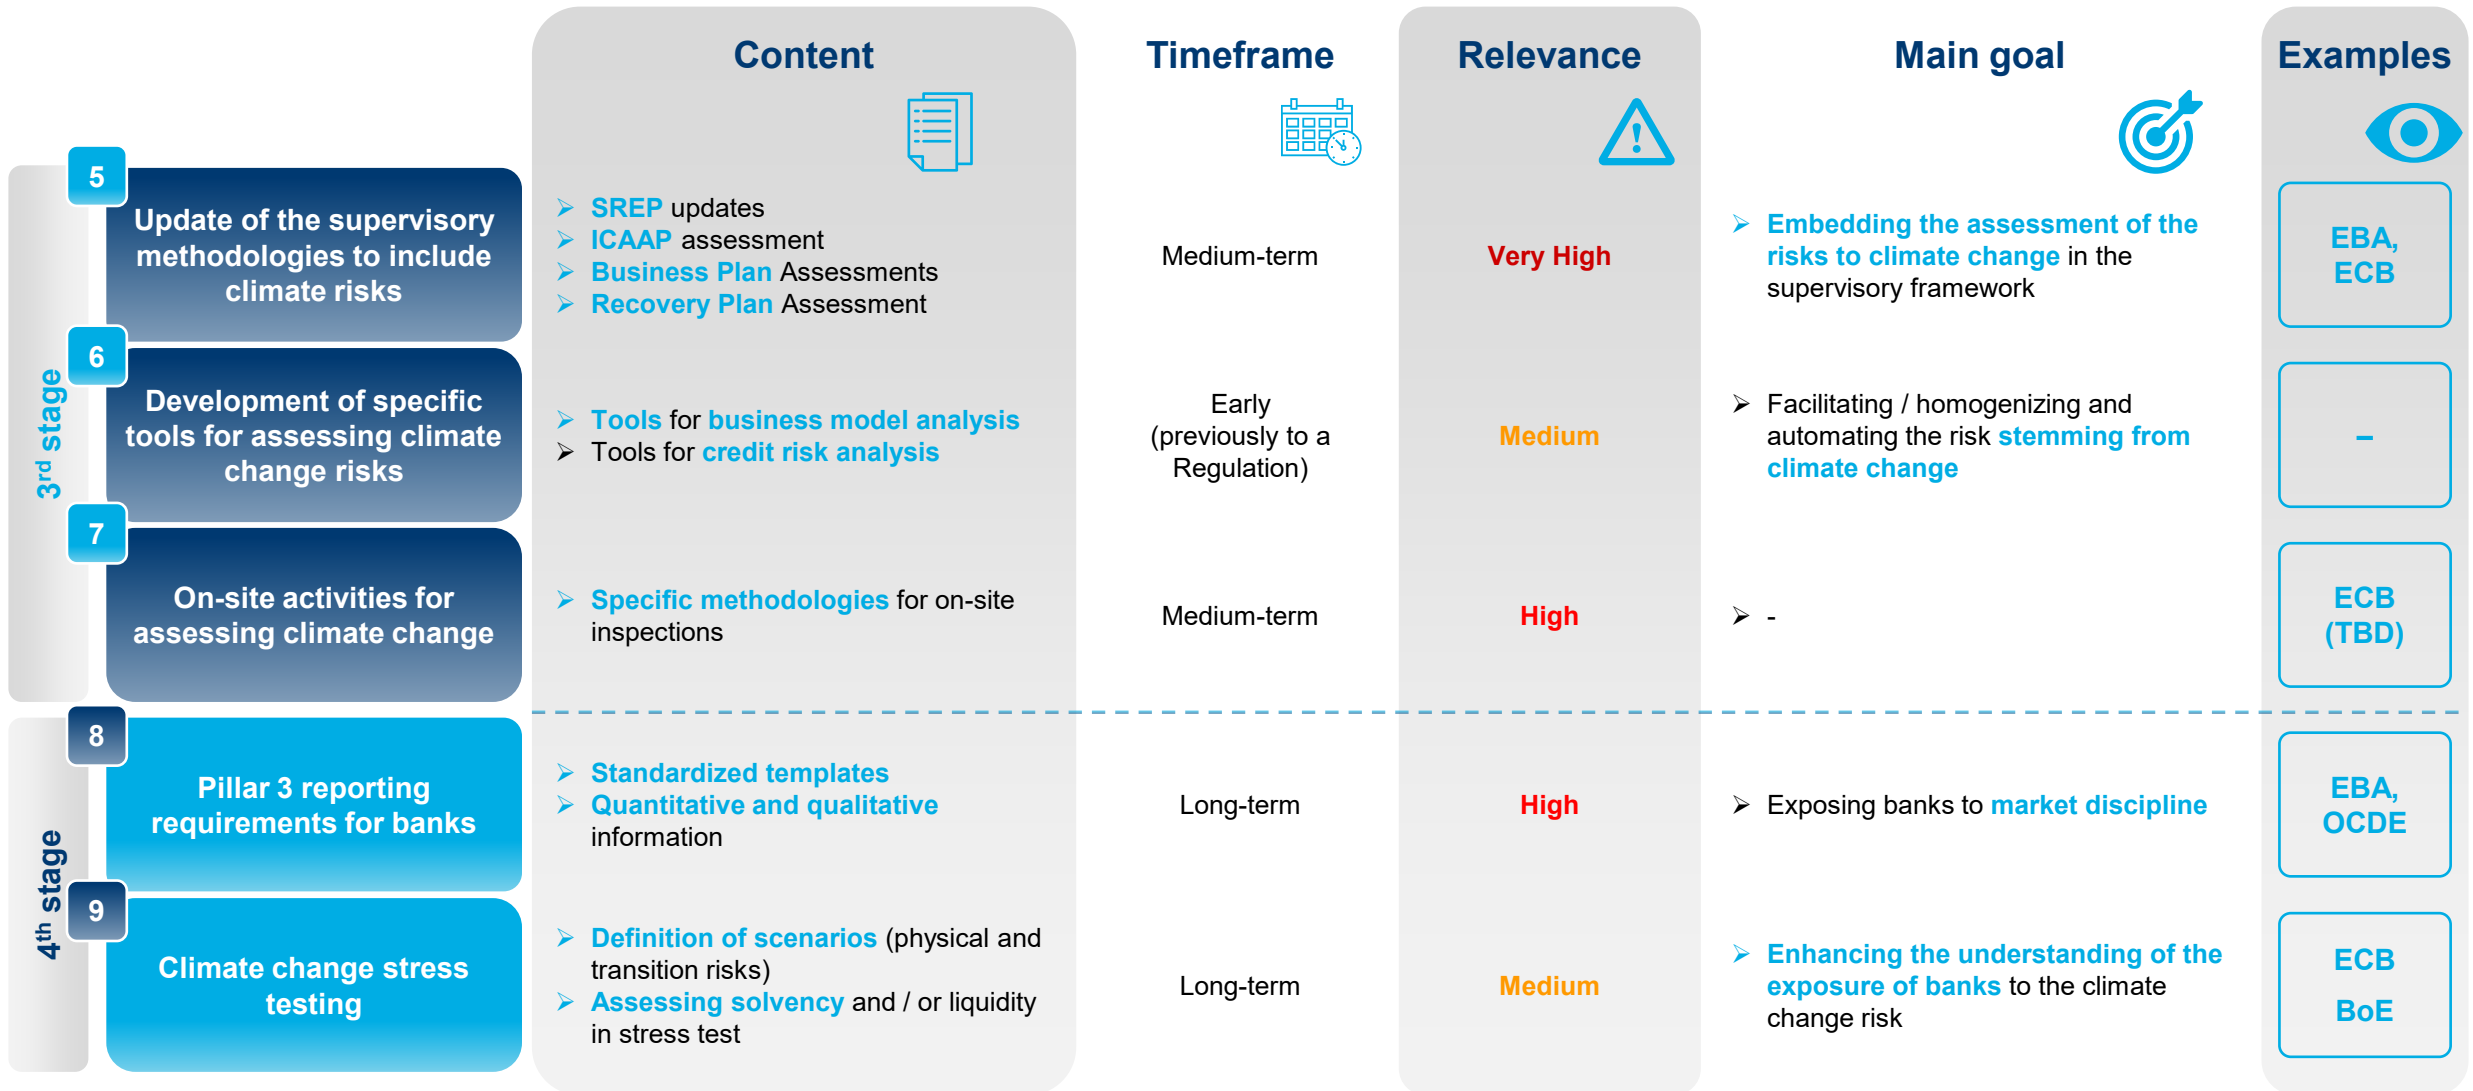 Content
Timeframe
Relevance
Main goal
Examples
3rd stage
5
Update of the supervisory
methodologies to include
climate risks
➢ SREP updates
➢ ICAAP assessment
➢ Business Plan Assessments
➢ Recovery Plan Assessment
Medium-term
Very High
➢ Embedding the assessment of the
risks to climate change in the
supervisory framework
EBA,
ECB
6
Development of specific
tools for assessing climate
change risks
➢ Tools for business model analysis
➢ Tools for credit risk analysis
Early
(previously to a
Regulation)
Medium
➢ Facilitating / homogenizing and
automating the risk stemming from
climate change
–
7
On-site activities for
assessing climate change
➢ Specific methodologies for on-site
inspections
Medium-term
High
➢ -
ECB
(TBD)
4th stage
8
Pillar 3 reporting
requirements for banks
➢ Standardized templates
➢ Quantitative and qualitative
information
Long-term
High
➢ Exposing banks to market discipline
EBA,
OCDE
9
Climate change stress
testing
➢ Definition of scenarios (physical and
transition risks)
➢ Assessing solvency and / or liquidity
in stress test
Long-term
Medium
➢ Enhancing the understanding of the
exposure of banks to the climate
change risk
ECB
BoE